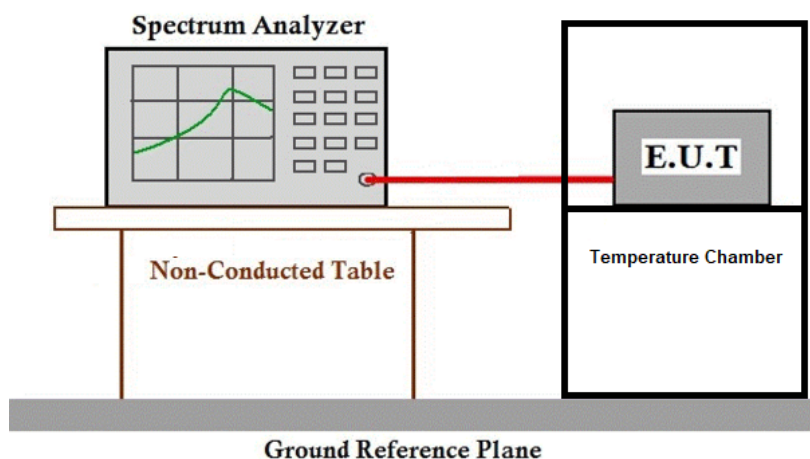 Spectrum Analyzer
E.U.T
Non-Conducted Table
Temperature Chamber
Ground Reference Plane